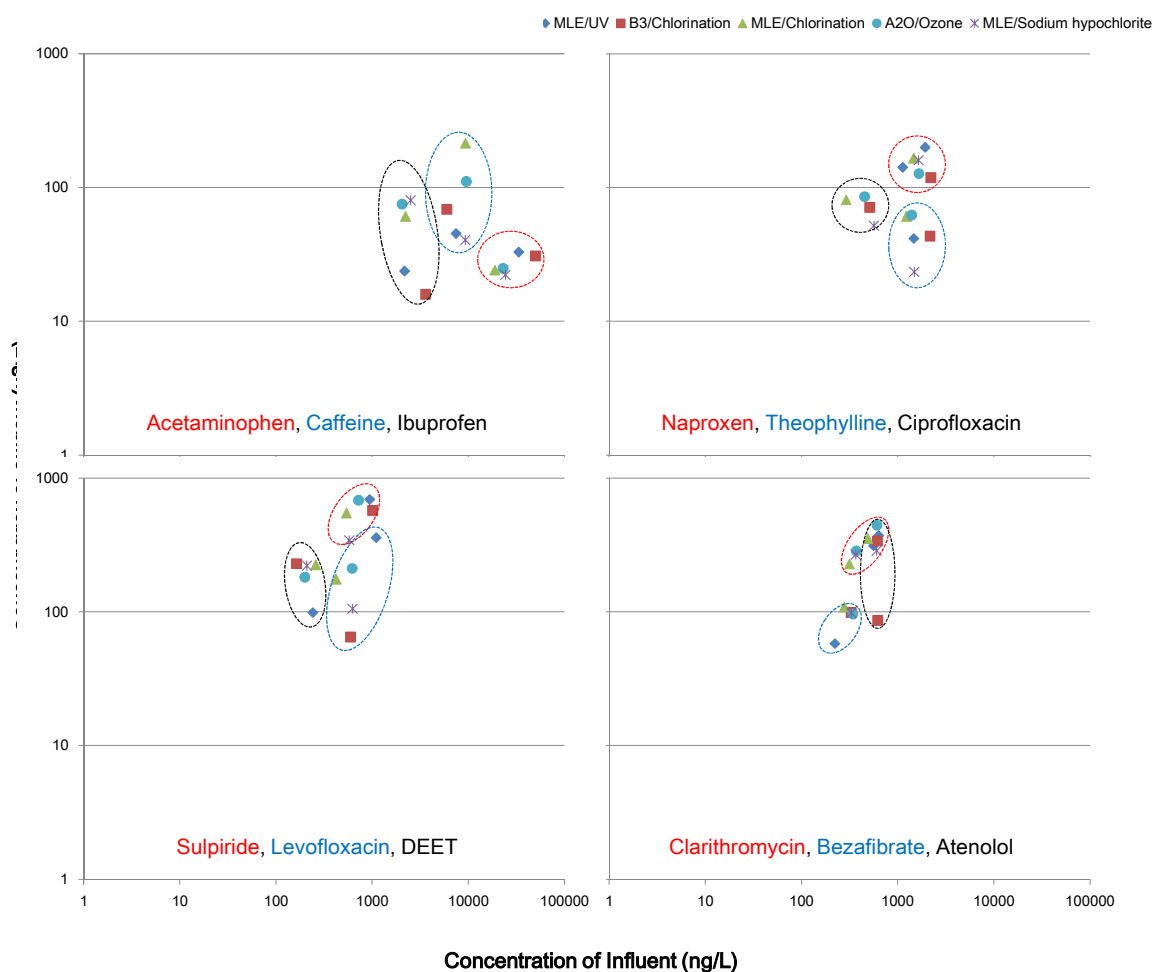 MLE/UV B3/Chlorination MLE/Chlorination A2O/Ozone MLE/Sodium hypochlorite
1000
100
10
1
Acetaminophen, Caffeine, Ibuprofen
Naproxen, Theophylline, Ciprofloxacin
1000
100
10
1
Sulpiride, Levofloxacin, DEET
Clarithromycin, Bezafibrate, Atenolol
1 10 100 1000 10000 100000
1 10 100 1000 10000 100000
Concentration of Influent (ng/L)